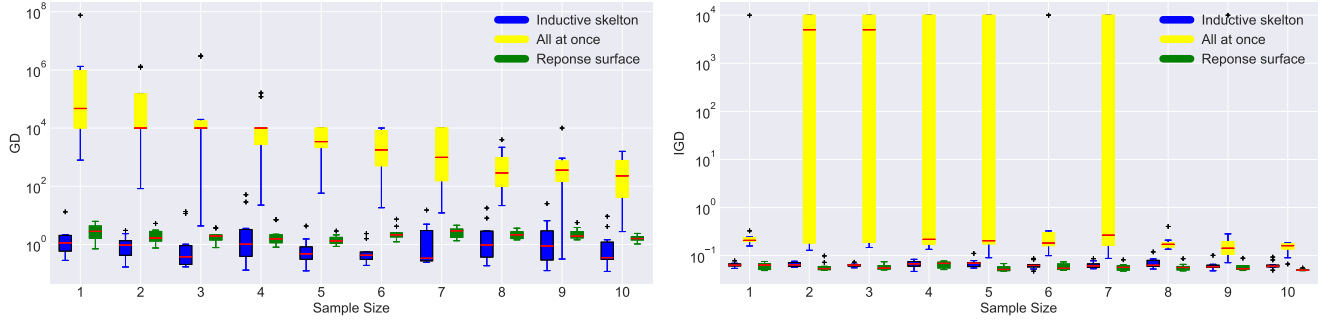 10^8
10^6
10^4
10^2
10^0
GD
Inductive skelton
All at once
Reponse surface
1 2 3 4 5 6 7 8 9 10
Sample Size
10^4
10^3
10^2
10^1
10^0
10^−1
IGD
Inductive skelton
All at once
Reponse surface
1 2 3 4 5 6 7 8 9 10
Sample Size